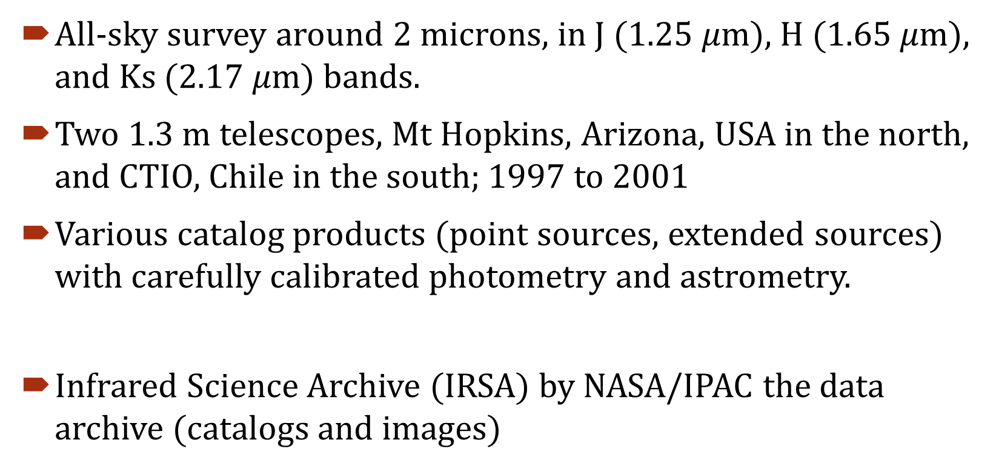 All-sky survey around 2 microns, in J (1.25 μm), H (1.65 μm),
and Ks (2.17 μm) bands.
Two 1.3 m telescopes, Mt Hopkins, Arizona, USA in the north,
and CTIO, Chile in the south; 1997 to 2001
Various catalog products (point sources, extended sources)
with carefully calibrated photometry and astrometry.
Infrared Science Archive (IRSA) by NASA/IPAC the data
archive (catalogs and images)